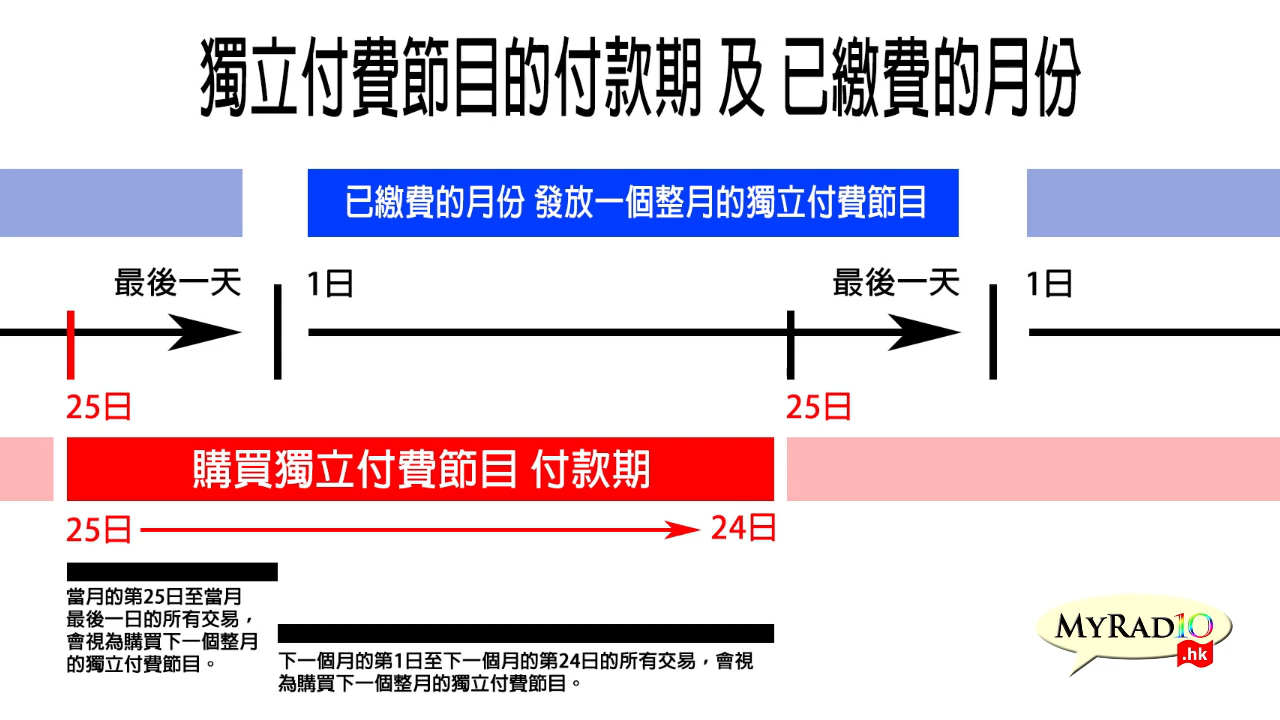 獨立付費節目的付款期 及 已繳費的月份
已繳費的月份 發放一個整月的獨立付費節目
最後一天
1日
最後一天
1日
25日
25日
購買獨立付費節目 付款期
25日
24日
當月的第25日至當月
最後一日的所有交易，
會視為購買下一個整月
的獨立付費節目。
下一個月的第1日至下一個月的第24日的所有交易，會視
為購買下一個整月的獨立付費節目。
MYRAD10
.hk